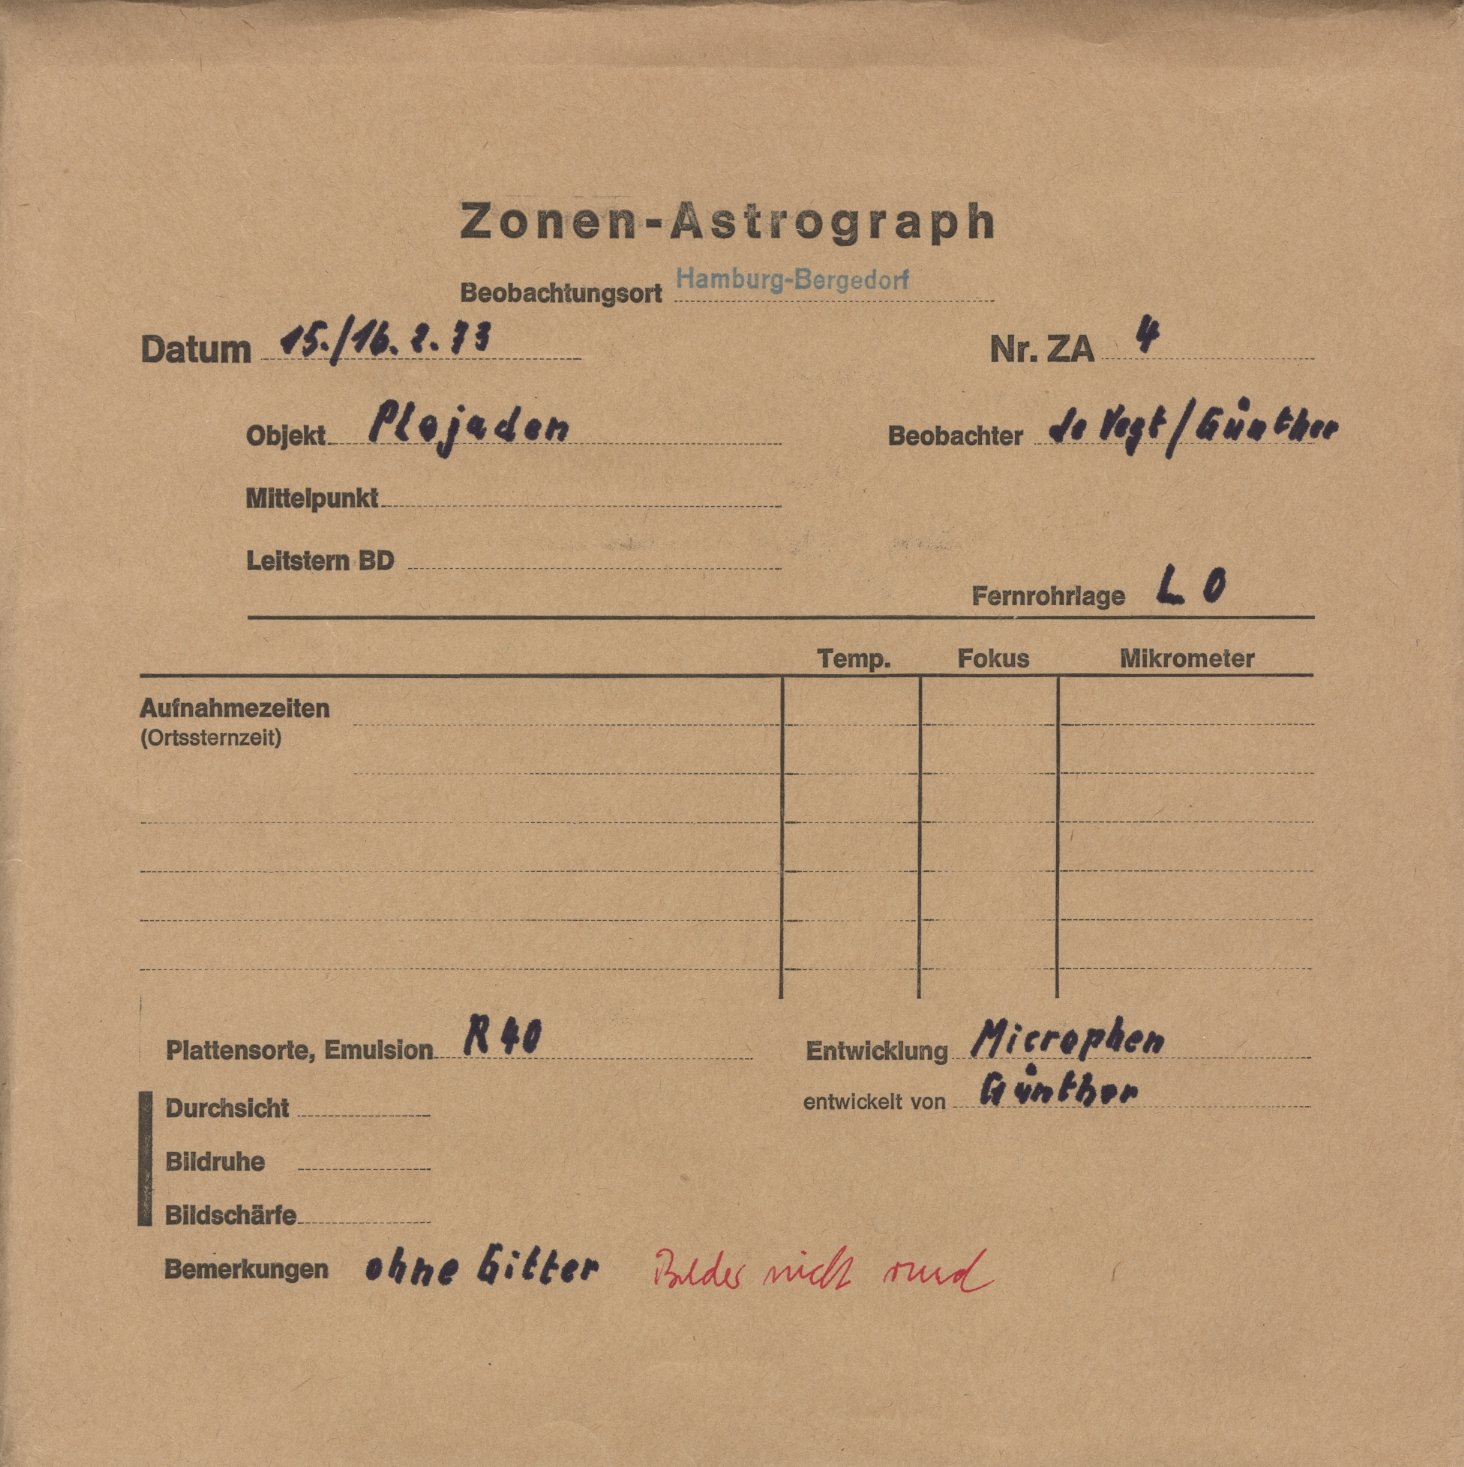 Zonen-Astrograph
Beobachtungsort Hamburg-Bergedorf
Datum 15./16. 2. 73 Nr. ZA 4
Objekt Plejaden Beobachter de Vegt / Günther
Mittelpunkt
Leitstern BD
Fernrohrlage L O
Temp. Fokus Mikrometer
Aufnahmezeiten
(Ortssternzeit)
Plattensorte, Emulsion R 40 Entwicklung Microphen
Durchsicht entwickelt von Günther
Bildruhe
Bildschärfe
Bemerkungen ohne Gitter Bilder nicht rund